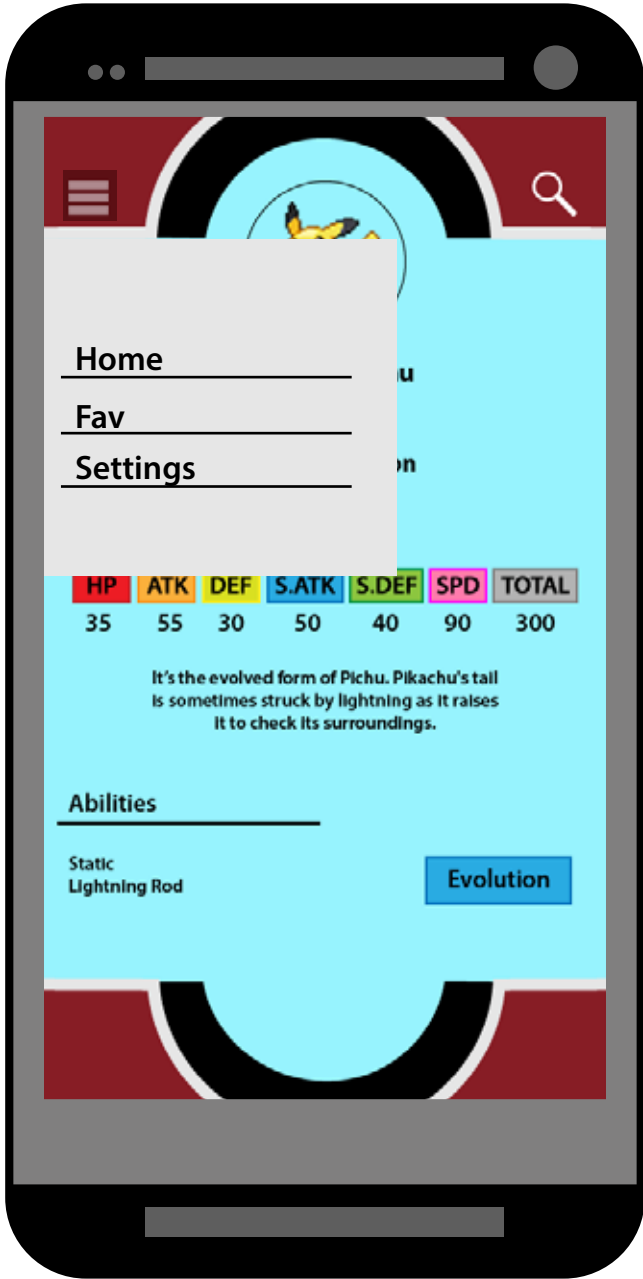 Home
u
Fav
Settings
on
HP ATK DEF S.ATK S.DEF SPD TOTAL
35 55 30 50 40 90 300
It's the evolved form of Pichu. Pikachu's tail
is sometimes struck by lightning as it raises
it to check its surroundings.
Abilities
Static
Lightning Rod
Evolution